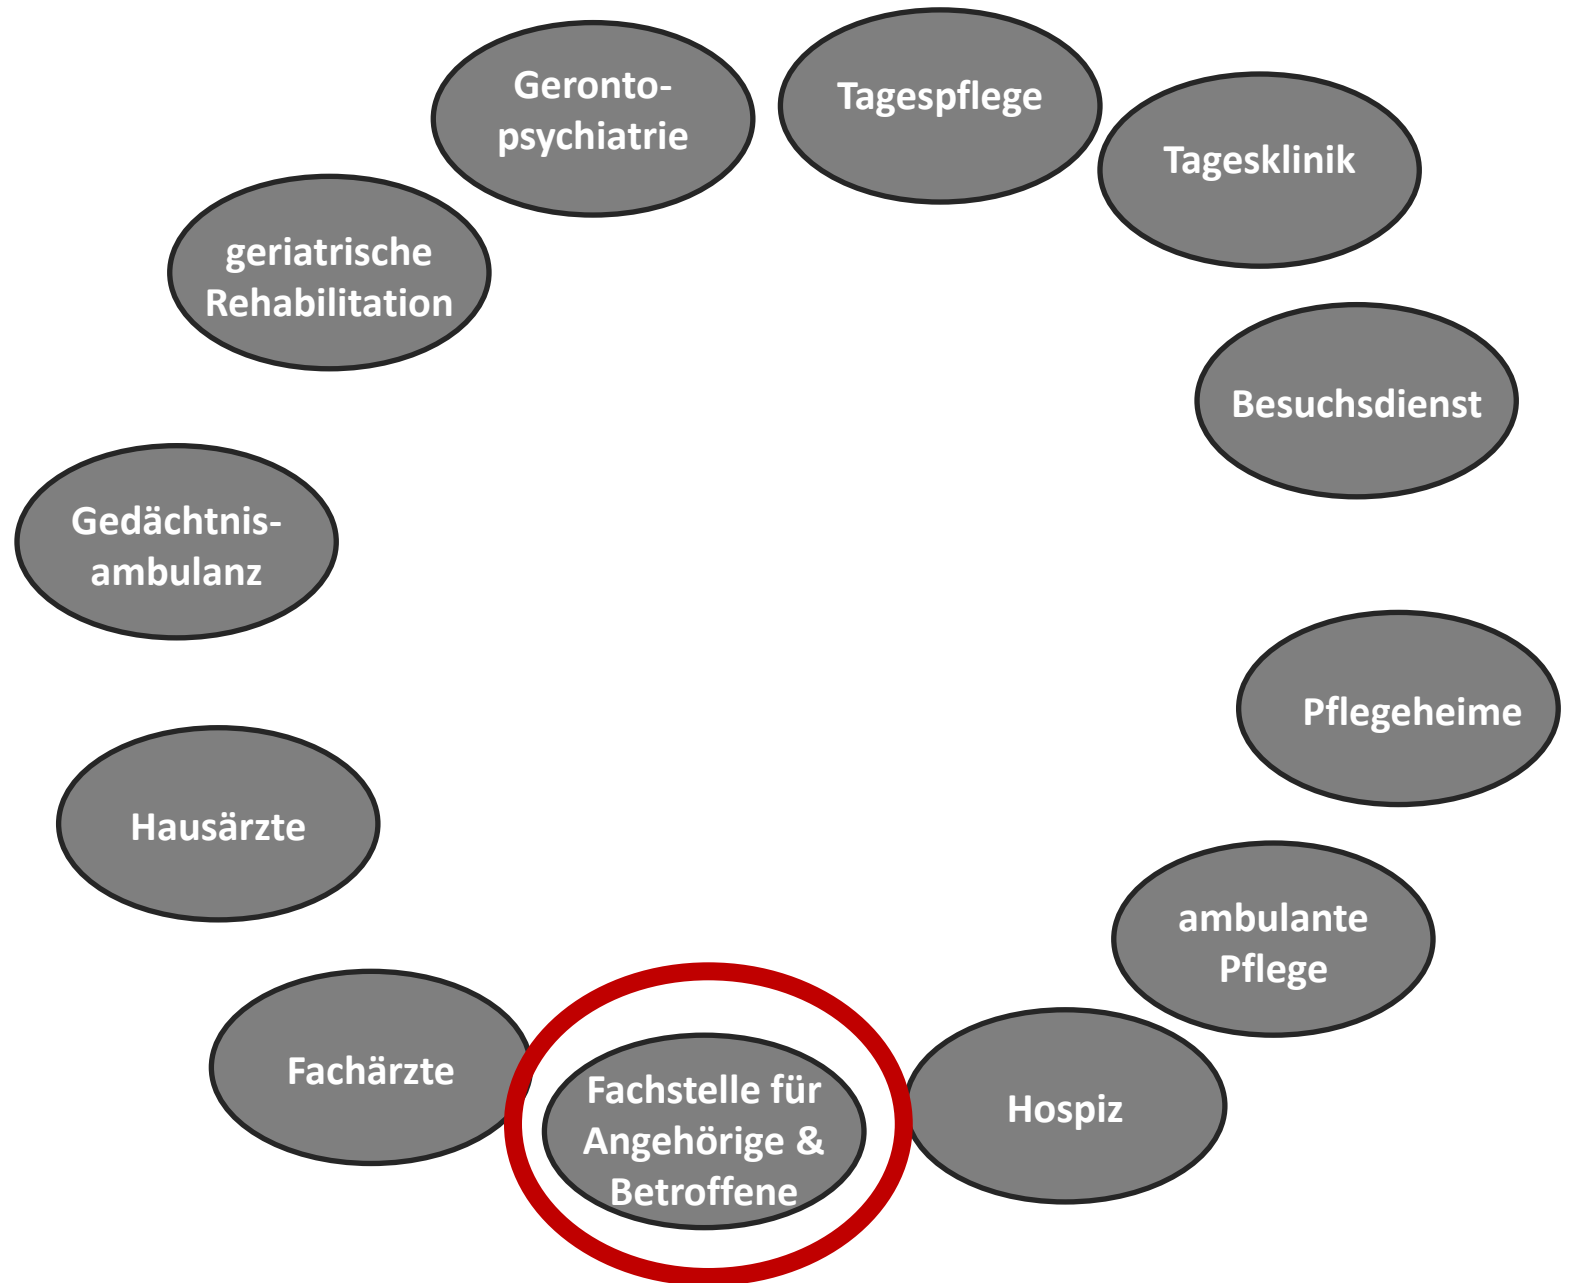 Geronto-
psychiatrie
Tagespflege
Tagesklinik
geriatrische
Rehabilitation
Besuchsdienst
Gedächtnis-
ambulanz
Pflegeheime
Hausärzte
ambulante
Pflege
Fachärzte
Fachstelle für
Angehörige &
Betroffene
Hospiz